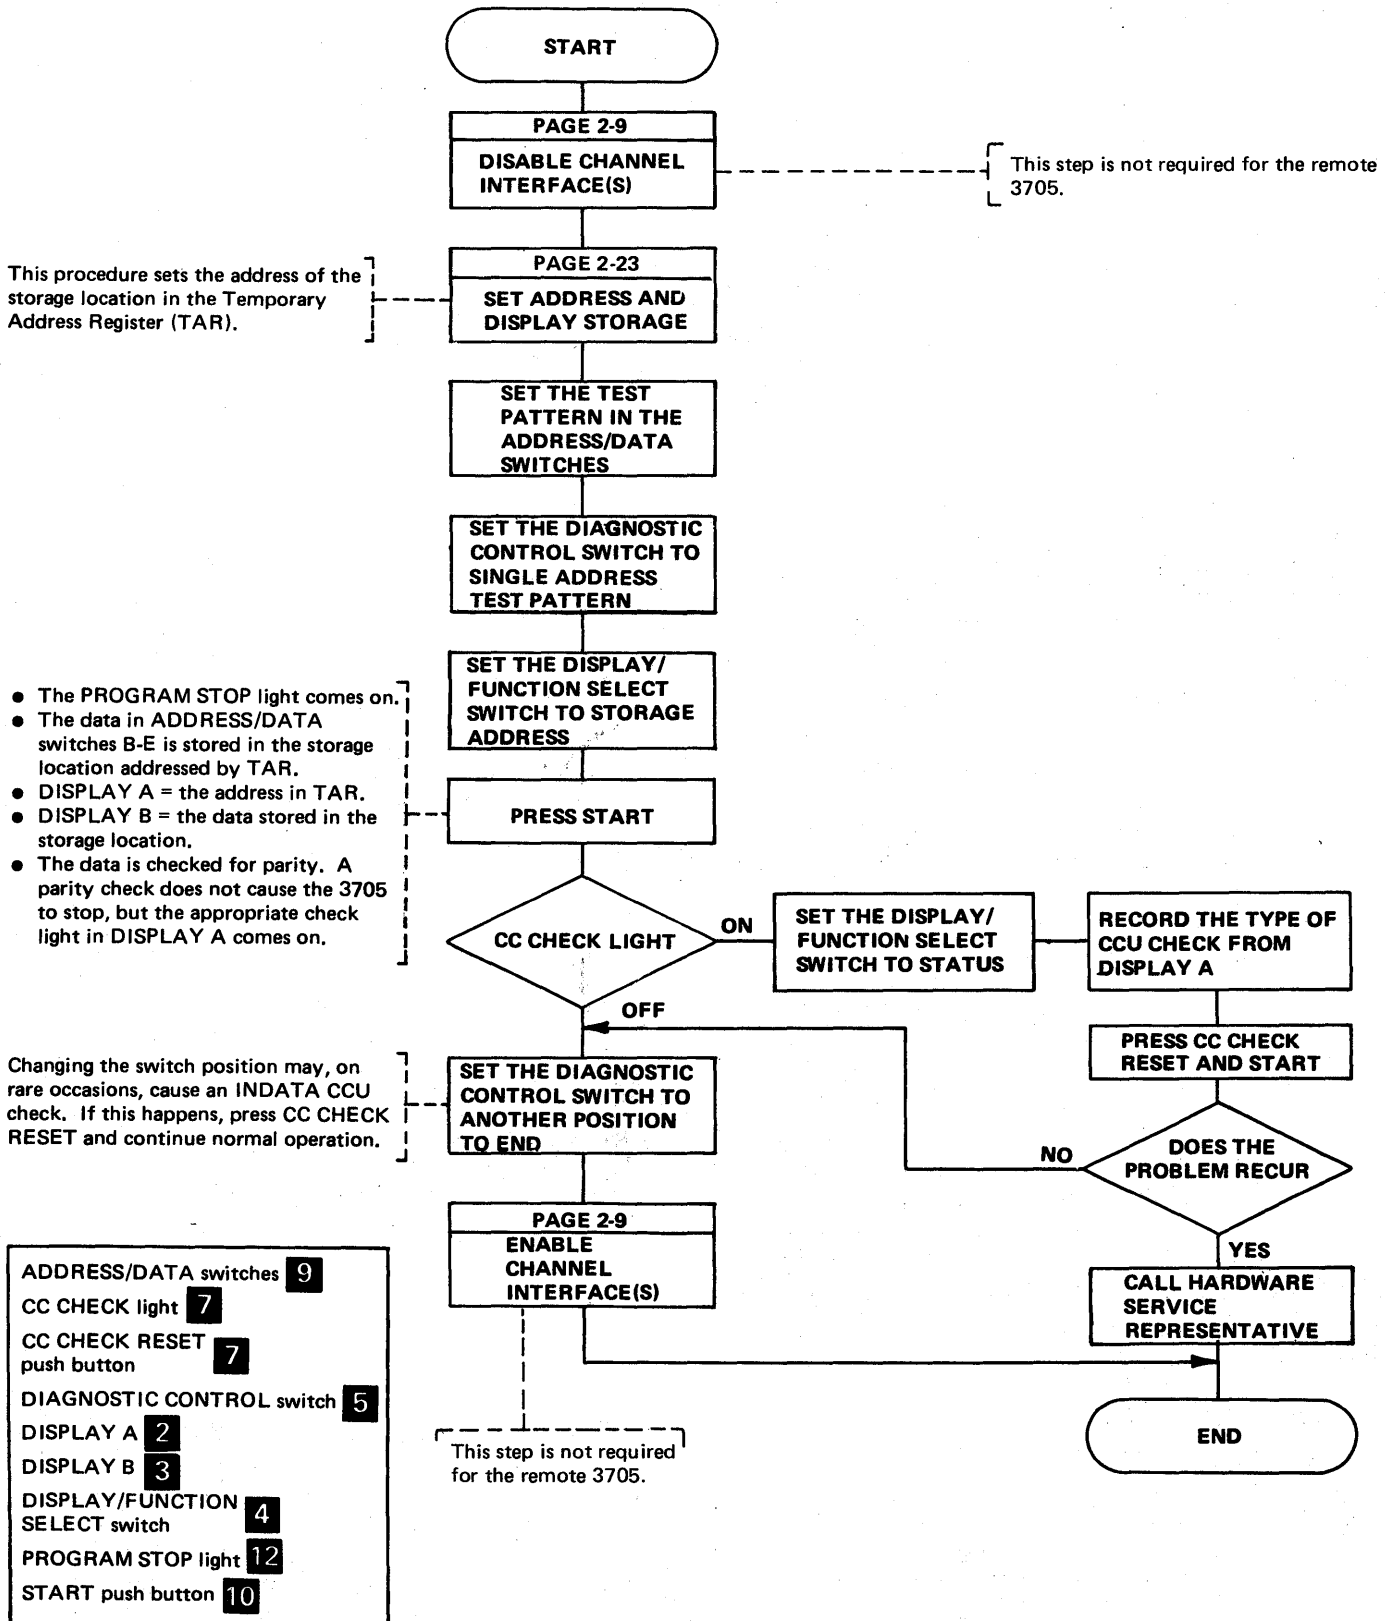 START
PAGE 2-9
DISABLE CHANNEL
INTERFACE(S)
This step is not required for the remote
3705.
PAGE 2-23
SET ADDRESS AND
DISPLAY STORAGE
This procedure sets the address of the
storage location in the Temporary
Address Register (TAR).
SET THE TEST
PATTERN IN THE
ADDRESS/DATA
SWITCHES
SET THE DIAGNOSTIC
CONTROL SWITCH TO
SINGLE ADDRESS
TEST PATTERN
SET THE DISPLAY/
FUNCTION SELECT
SWITCH TO STORAGE
ADDRESS
● The PROGRAM STOP light comes on.
● The data in ADDRESS/DATA
switches B-E is stored in the storage
location addressed by TAR.
● DISPLAY A = the address in TAR.
● DISPLAY B = the data stored in the
storage location.
● The data is checked for parity. A
parity check does not cause the 3705
to stop, but the appropriate check
light in DISPLAY A comes on.
PRESS START
CC CHECK LIGHT
ON
SET THE DISPLAY/
FUNCTION SELECT
SWITCH TO STATUS
RECORD THE TYPE OF
CCU CHECK FROM
DISPLAY A
OFF
PRESS CC CHECK
RESET AND START
Changing the switch position may, on
rare occasions, cause an INDATA CCU
check. If this happens, press CC CHECK
RESET and continue normal operation.
SET THE DIAGNOSTIC
CONTROL SWITCH TO
ANOTHER POSITION
TO END
NO
DOES THE
PROBLEM RECUR
YES
PAGE 2-9
ENABLE
CHANNEL
INTERFACE(S)
CALL HARDWARE
SERVICE
REPRESENTATIVE
This step is not required
for the remote 3705.
END
ADDRESS/DATA switches 9
CC CHECK light 7
CC CHECK RESET
push button 7
DIAGNOSTIC CONTROL switch 5
DISPLAY A 2
DISPLAY B 3
DISPLAY/FUNCTION
SELECT switch 4
PROGRAM STOP light 12
START push button 10